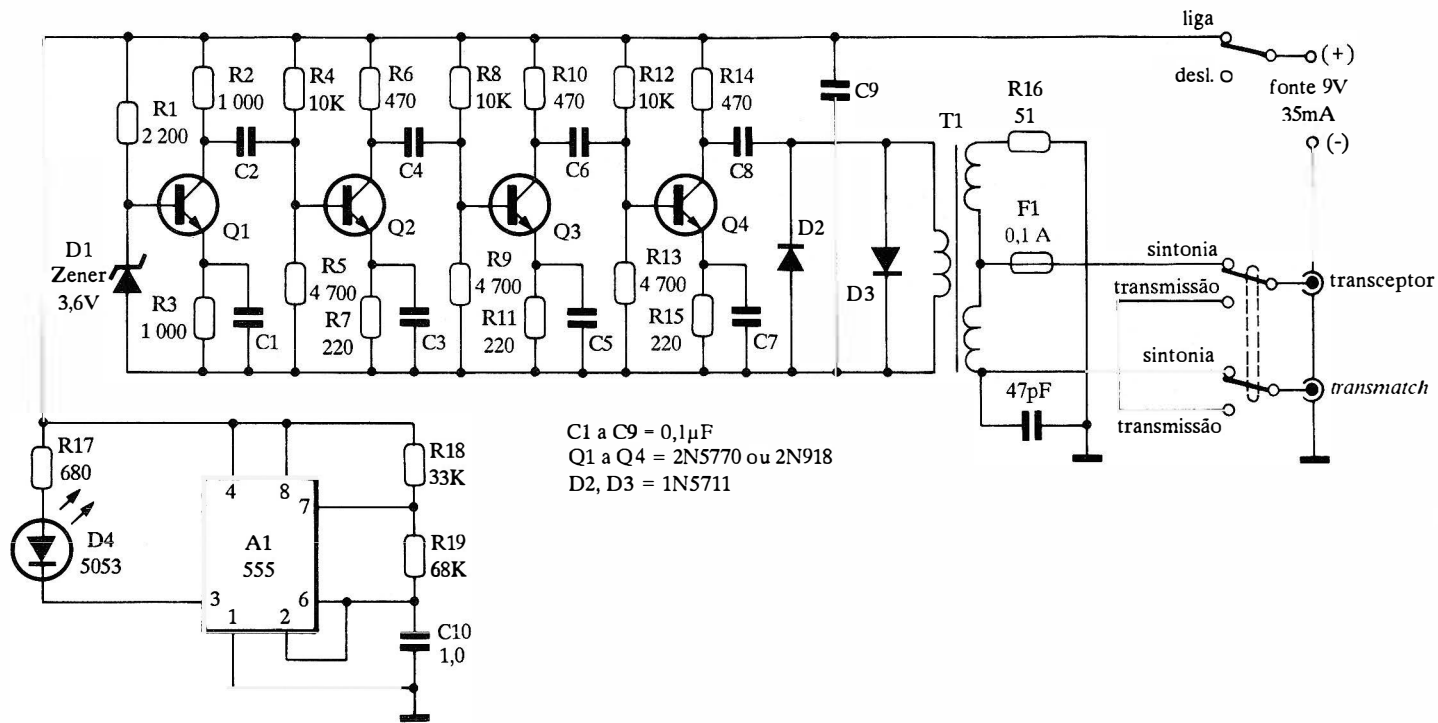 liga
(+)
desl.
fonte 9V
35mA
(-)
R1
2 200
R2
1 000
R4
10K
R6
470
R8
10K
R10
470
R12
10K
R14
470
C9
C2
C4
C6
C8
T1
R16
51
F1
0,1 A
Q1
Q2
Q3
Q4
D1
Zener
3,6V
R3
1 000
C1
R5
4 700
R7
220
C3
R9
4 700
R11
220
C5
R13
4 700
R15
220
C7
D2
D3
sintonia
transmissão
transceptor
sintonia
transmissão
transmatch
47pF
R17
680
D4
5053
4
8
7
A1
555
3
1
2
6
R18
33K
R19
68K
C10
1,0
C1 a C9 = 0,1µF
Q1 a Q4 = 2N5770 ou 2N918
D2, D3 = 1N5711